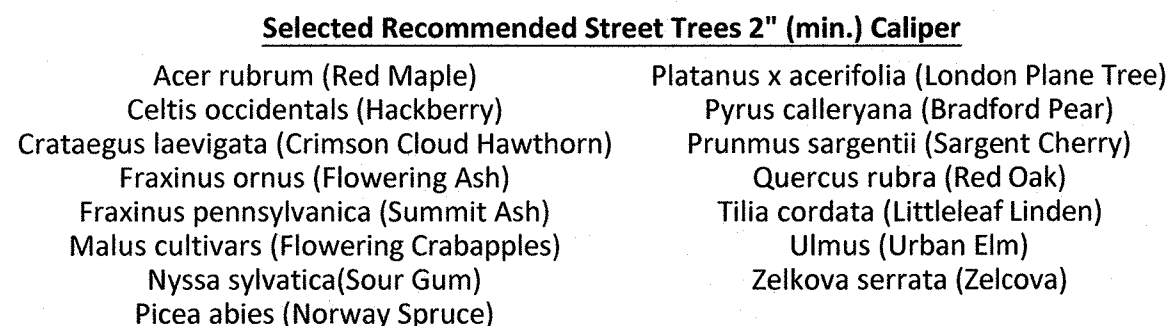 Selected Recommended Street Trees 2" (min.) Caliper
Acer rubrum (Red Maple)
Celtis occidentals (Hackberry)
Crataegus laevigata (Crimson Cloud Hawthorn)
Fraxinus ornus (Flowering Ash)
Fraxinus pennsylvanica (Summit Ash)
Malus cultivars (Flowering Crabapples)
Nyssa sylvatica(Sour Gum)
Picea abies (Norway Spruce)
Platanus x acerifolia (London Plane Tree)
Pyrus calleryana (Bradford Pear)
Prunmus sargentii (Sargent Cherry)
Quercus rubra (Red Oak)
Tilia cordata (Littleleaf Linden)
Ulmus (Urban Elm)
Zelkova serrata (Zelcova)